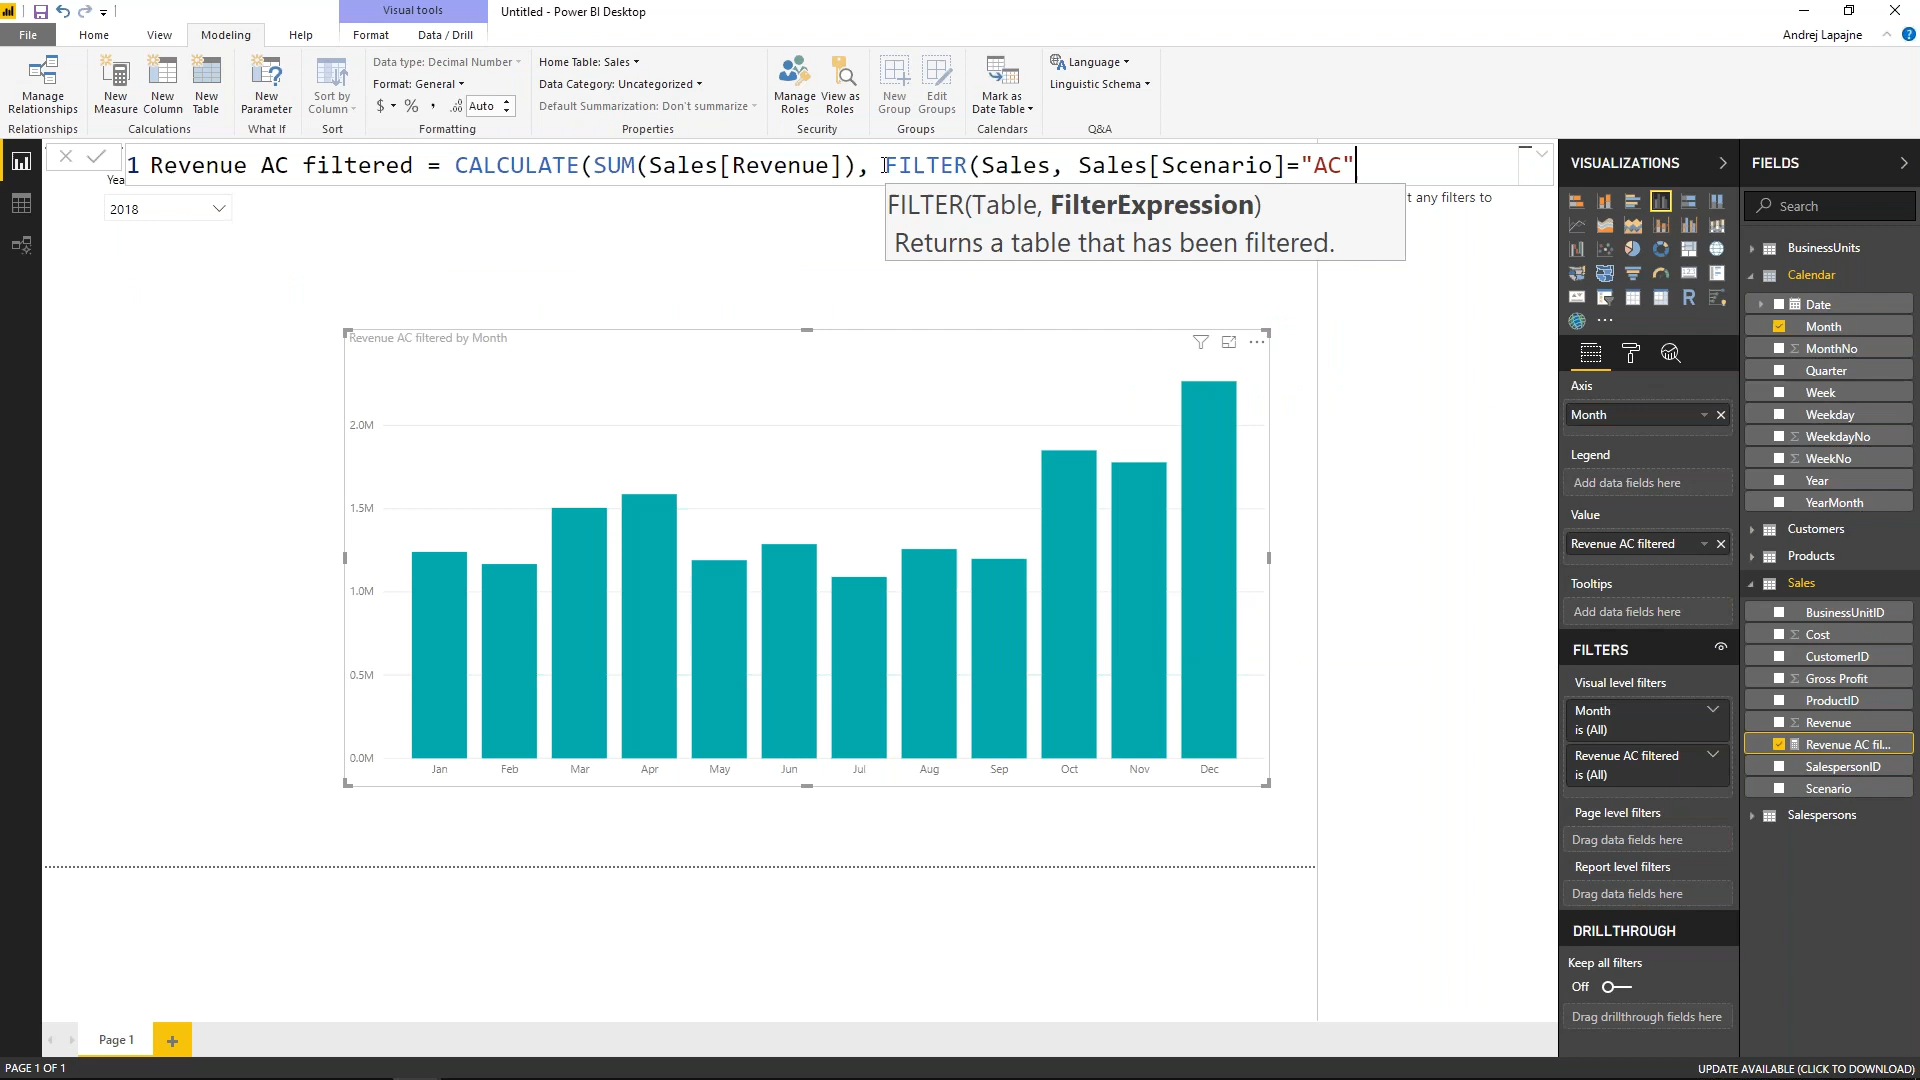 Visual tools
Untitled - Power BI Desktop
File
Home
View
Modeling
Help
Format
Data / Drill
Andrej Lapajne
Manage Relationships
Relationships
New Measure
New Column
New Table
Calculations
New Parameter
What If
Sort by Column
Sort
Data type: Decimal Number
Format: General
$ % , .00 Auto
Formatting
Home Table: Sales
Data Category: Uncategorized
Default Summarization: Don't summarize
Properties
Manage Roles
View as Roles
Security
New Group
Edit Groups
Groups
Mark as Date Table
Calendars
Language
Linguistic Schema
Q&A
1 Revenue AC filtered = CALCULATE(SUM(Sales[Revenue]), FILTER(Sales, Sales[Scenario]="AC"
FILTER(Table, FilterExpression)
Returns a table that has been filtered.
Yea
2018
t any filters to
Revenue AC filtered by Month
2.0M
1.5M
1.0M
0.5M
0.0M
Jan Feb Mar Apr May Jun Jul Aug Sep Oct Nov Dec
VISUALIZATIONS
R
Axis
Month
Legend
Add data fields here
Value
Revenue AC filtered
Tooltips
Add data fields here
FILTERS
Visual level filters
Month
is (All)
Revenue AC filtered
is (All)
Page level filters
Drag data fields here
Report level filters
Drag data fields here
DRILLTHROUGH
Keep all filters
Off
Drag drillthrough fields here
FIELDS
Search
BusinessUnits
Calendar
Date
Month
MonthNo
Quarter
Week
Weekday
WeekdayNo
WeekNo
Year
YearMonth
Customers
Products
Sales
BusinessUnitID
Cost
CustomerID
Gross Profit
ProductID
Revenue
Revenue AC fil...
SalespersonID
Scenario
Salespersons
Page 1
PAGE 1 OF 1
UPDATE AVAILABLE (CLICK TO DOWNLOAD)